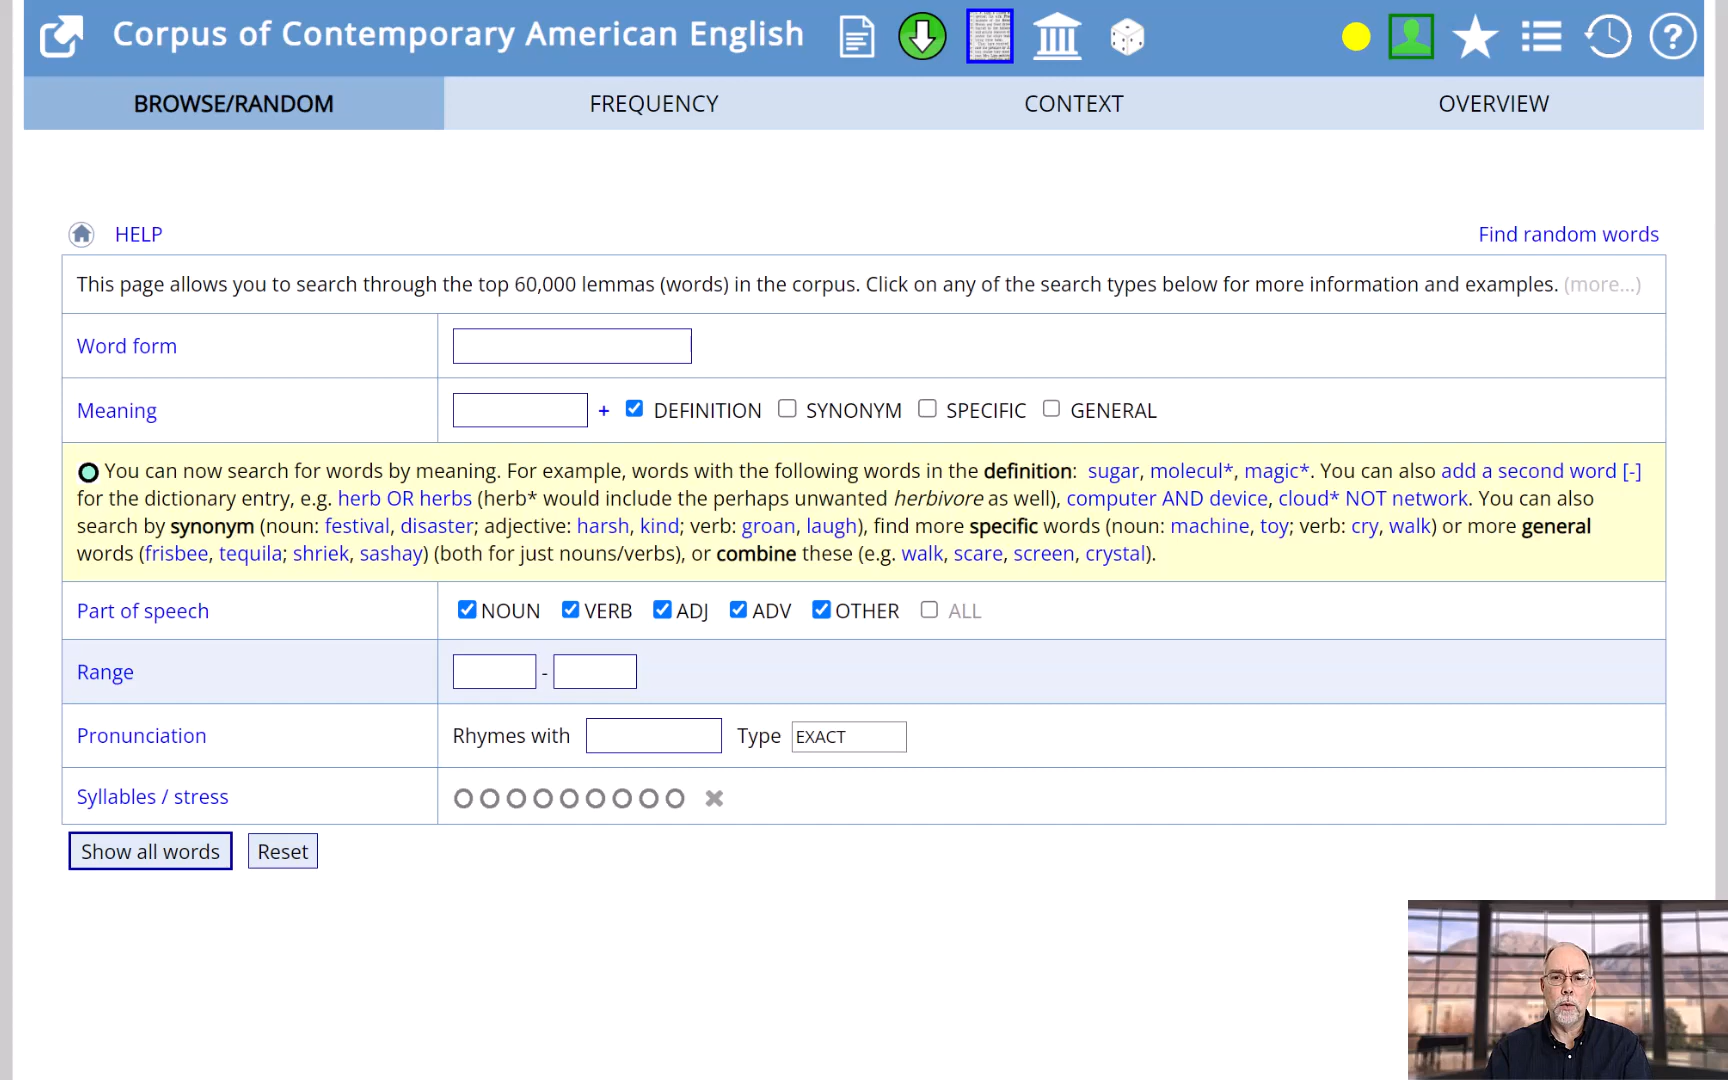 Corpus of Contemporary American English
?
BROWSE/RANDOM FREQUENCY CONTEXT OVERVIEW
HELP Find random words
This page allows you to search through the top 60,000 lemmas (words) in the corpus. Click on any of the search types below for more information and examples. (more...)
Word form
Meaning + DEFINITION SYNONYM SPECIFIC GENERAL
You can now search for words by meaning. For example, words with the following words in the definition: sugar, molecul*, magic*. You can also add a second word [-]
for the dictionary entry, e.g. herb OR herbs (herb* would include the perhaps unwanted herbivore as well), computer AND device, cloud* NOT network. You can also
search by synonym (noun: festival, disaster; adjective: harsh, kind; verb: groan, laugh), find more specific words (noun: machine, toy; verb: cry, walk) or more general
words (frisbee, tequila; shriek, sashay) (both for just nouns/verbs), or combine these (e.g. walk, scare, screen, crystal).
Part of speech NOUN VERB ADJ ADV OTHER ALL
Range -
Pronunciation Rhymes with Type EXACT
Syllables / stress
Show all words Reset